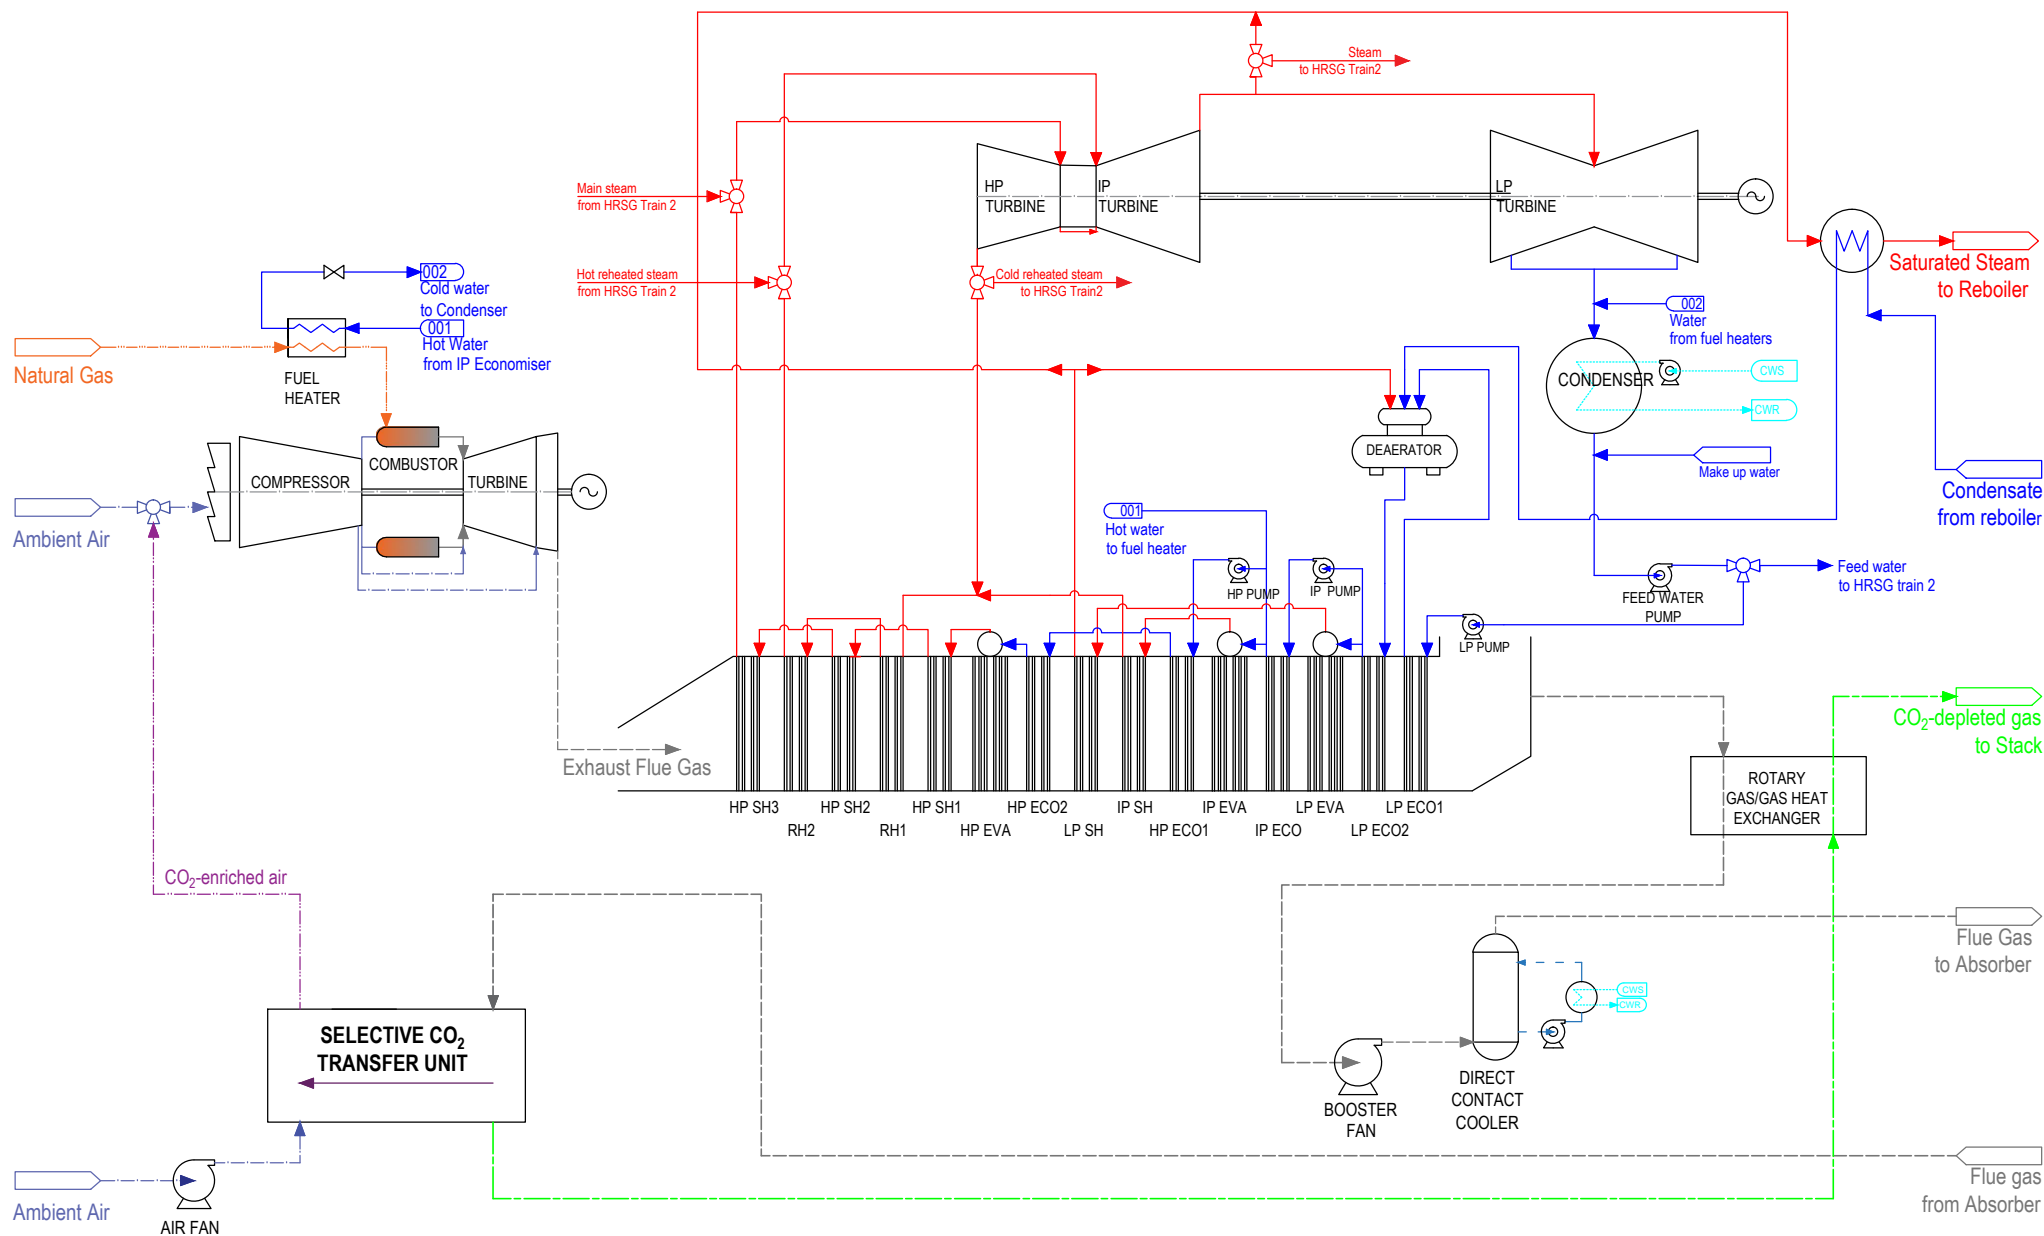 Steam
to HRSG Train2
Main steam
from HRSG Train 2
HP
TURBINE
IP
TURBINE
LP
TURBINE
Hot reheated steam
from HRSG Train 2
Cold reheated steam
to HRSG Train2
Saturated Steam
to Reboiler
002
Cold water
to Condenser
001
Hot Water
from IP Economiser
002
Water
from fuel heaters
Natural Gas
FUEL
HEATER
CONDENSER
CWS
CWR
COMPRESSOR
COMBUSTOR
TURBINE
DEAERATOR
Make up water
Condensate
from reboiler
Ambient Air
001
Hot water
to fuel heater
HP PUMP
IP PUMP
FEED WATER
PUMP
Feed water
to HRSG train 2
LP PUMP
Exhaust Flue Gas
CO2-depleted gas
to Stack
ROTARY
GAS/GAS HEAT
EXCHANGER
HP SH3
HP SH2
HP SH1
HP ECO2
IP SH
IP EVA
LP EVA
LP ECO1
RH2
RH1
HP EVA
LP SH
HP ECO1
IP ECO
LP ECO2
CO2-enriched air
Flue Gas
to Absorber
CWS
CWR
SELECTIVE CO2
TRANSFER UNIT
DIRECT
CONTACT
COOLER
BOOSTER
FAN
Flue gas
from Absorber
Ambient Air
AIR FAN